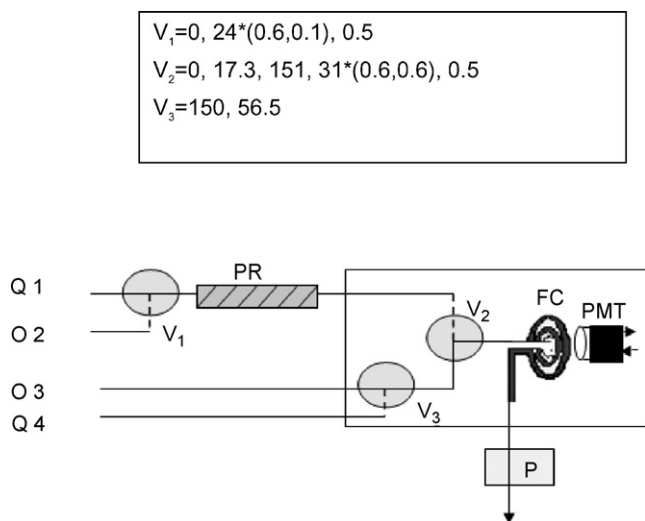 V₁=0, 24*(0.6,0.1), 0.5
V₂=0, 17.3, 151, 31*(0.6,0.6), 0.5
V₃=150, 56.5
PR
Q 1
V₂
FC
PMT
O 2
V₁
O 3
Q 4
V₃
P